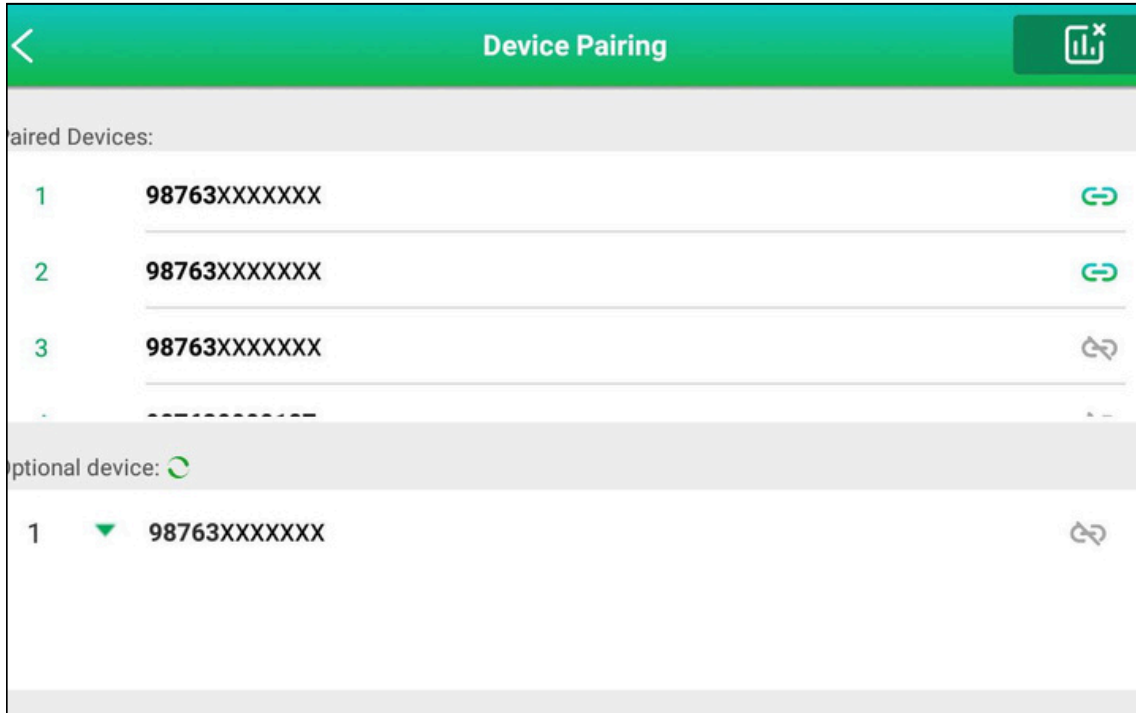 Device Pairing
aired Devices:
1 98763XXXXXXX
2 98763XXXXXXX
3 98763XXXXXXX
ptional device:
1 98763XXXXXXX